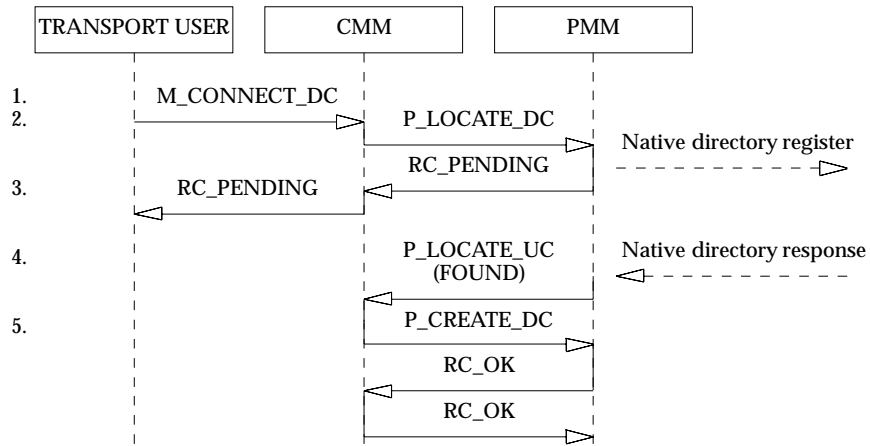 TRANSPORT USER
CMM
PMM
1.
M_CONNECT_DC
2.
P_LOCATE_DC
Native directory register
RC_PENDING
3.
RC_PENDING
4.
P_LOCATE_UC
(FOUND)
Native directory response
5.
P_CREATE_DC
RC_OK
RC_OK